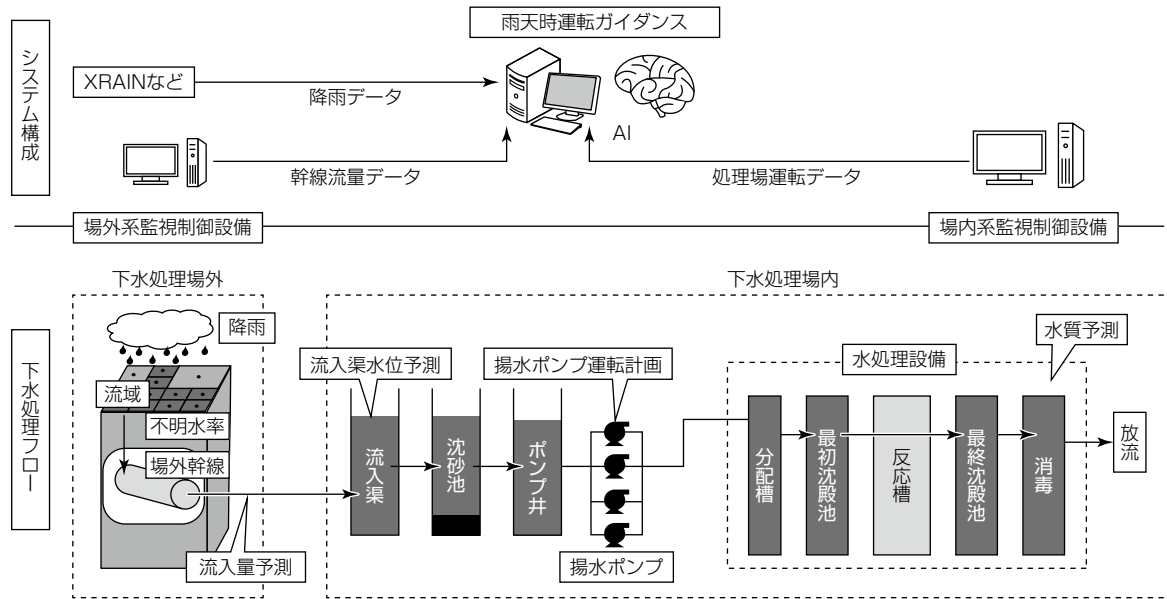 システム構成
雨天時運転ガイダンス
XRAINなど
降雨データ
AI
幹線流量データ
処理場運転データ
場外系監視制御設備
場内系監視制御設備
下水処理フロー
下水処理場外
降雨
流域
不明水率
場外幹線
流入量予測
下水処理場内
流入渠水位予測
揚水ポンプ運転計画
水質予測
水処理設備
流入渠
沈砂池
ポンプ井
揚水ポンプ
分配槽
最初沈殿池
反応槽
最終沈殿池
消毒
放流